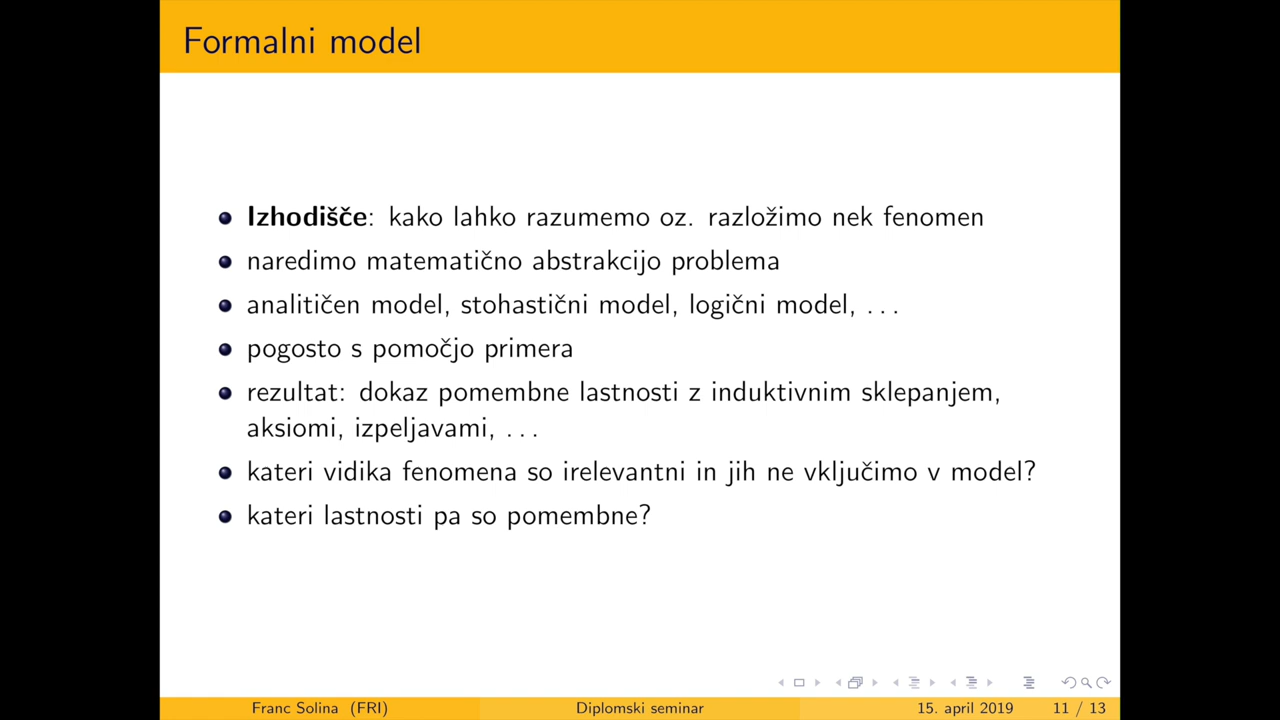 Formalni model
Izhodišče: kako lahko razumemo oz. razložimo nek fenomen
naredimo matematično abstrakcijo problema
analitičen model, stohastični model, logični model, ...
pogosto s pomočjo primera
rezultat: dokaz pomembne lastnosti z induktivnim sklepanjem,
aksiomi, izpeljavami, ...
kateri vidika fenomena so irelevantni in jih ne vključimo v model?
kateri lastnosti pa so pomembne?
Franc Solina (FRI) Diplomski seminar 15. april 2019 11 / 13